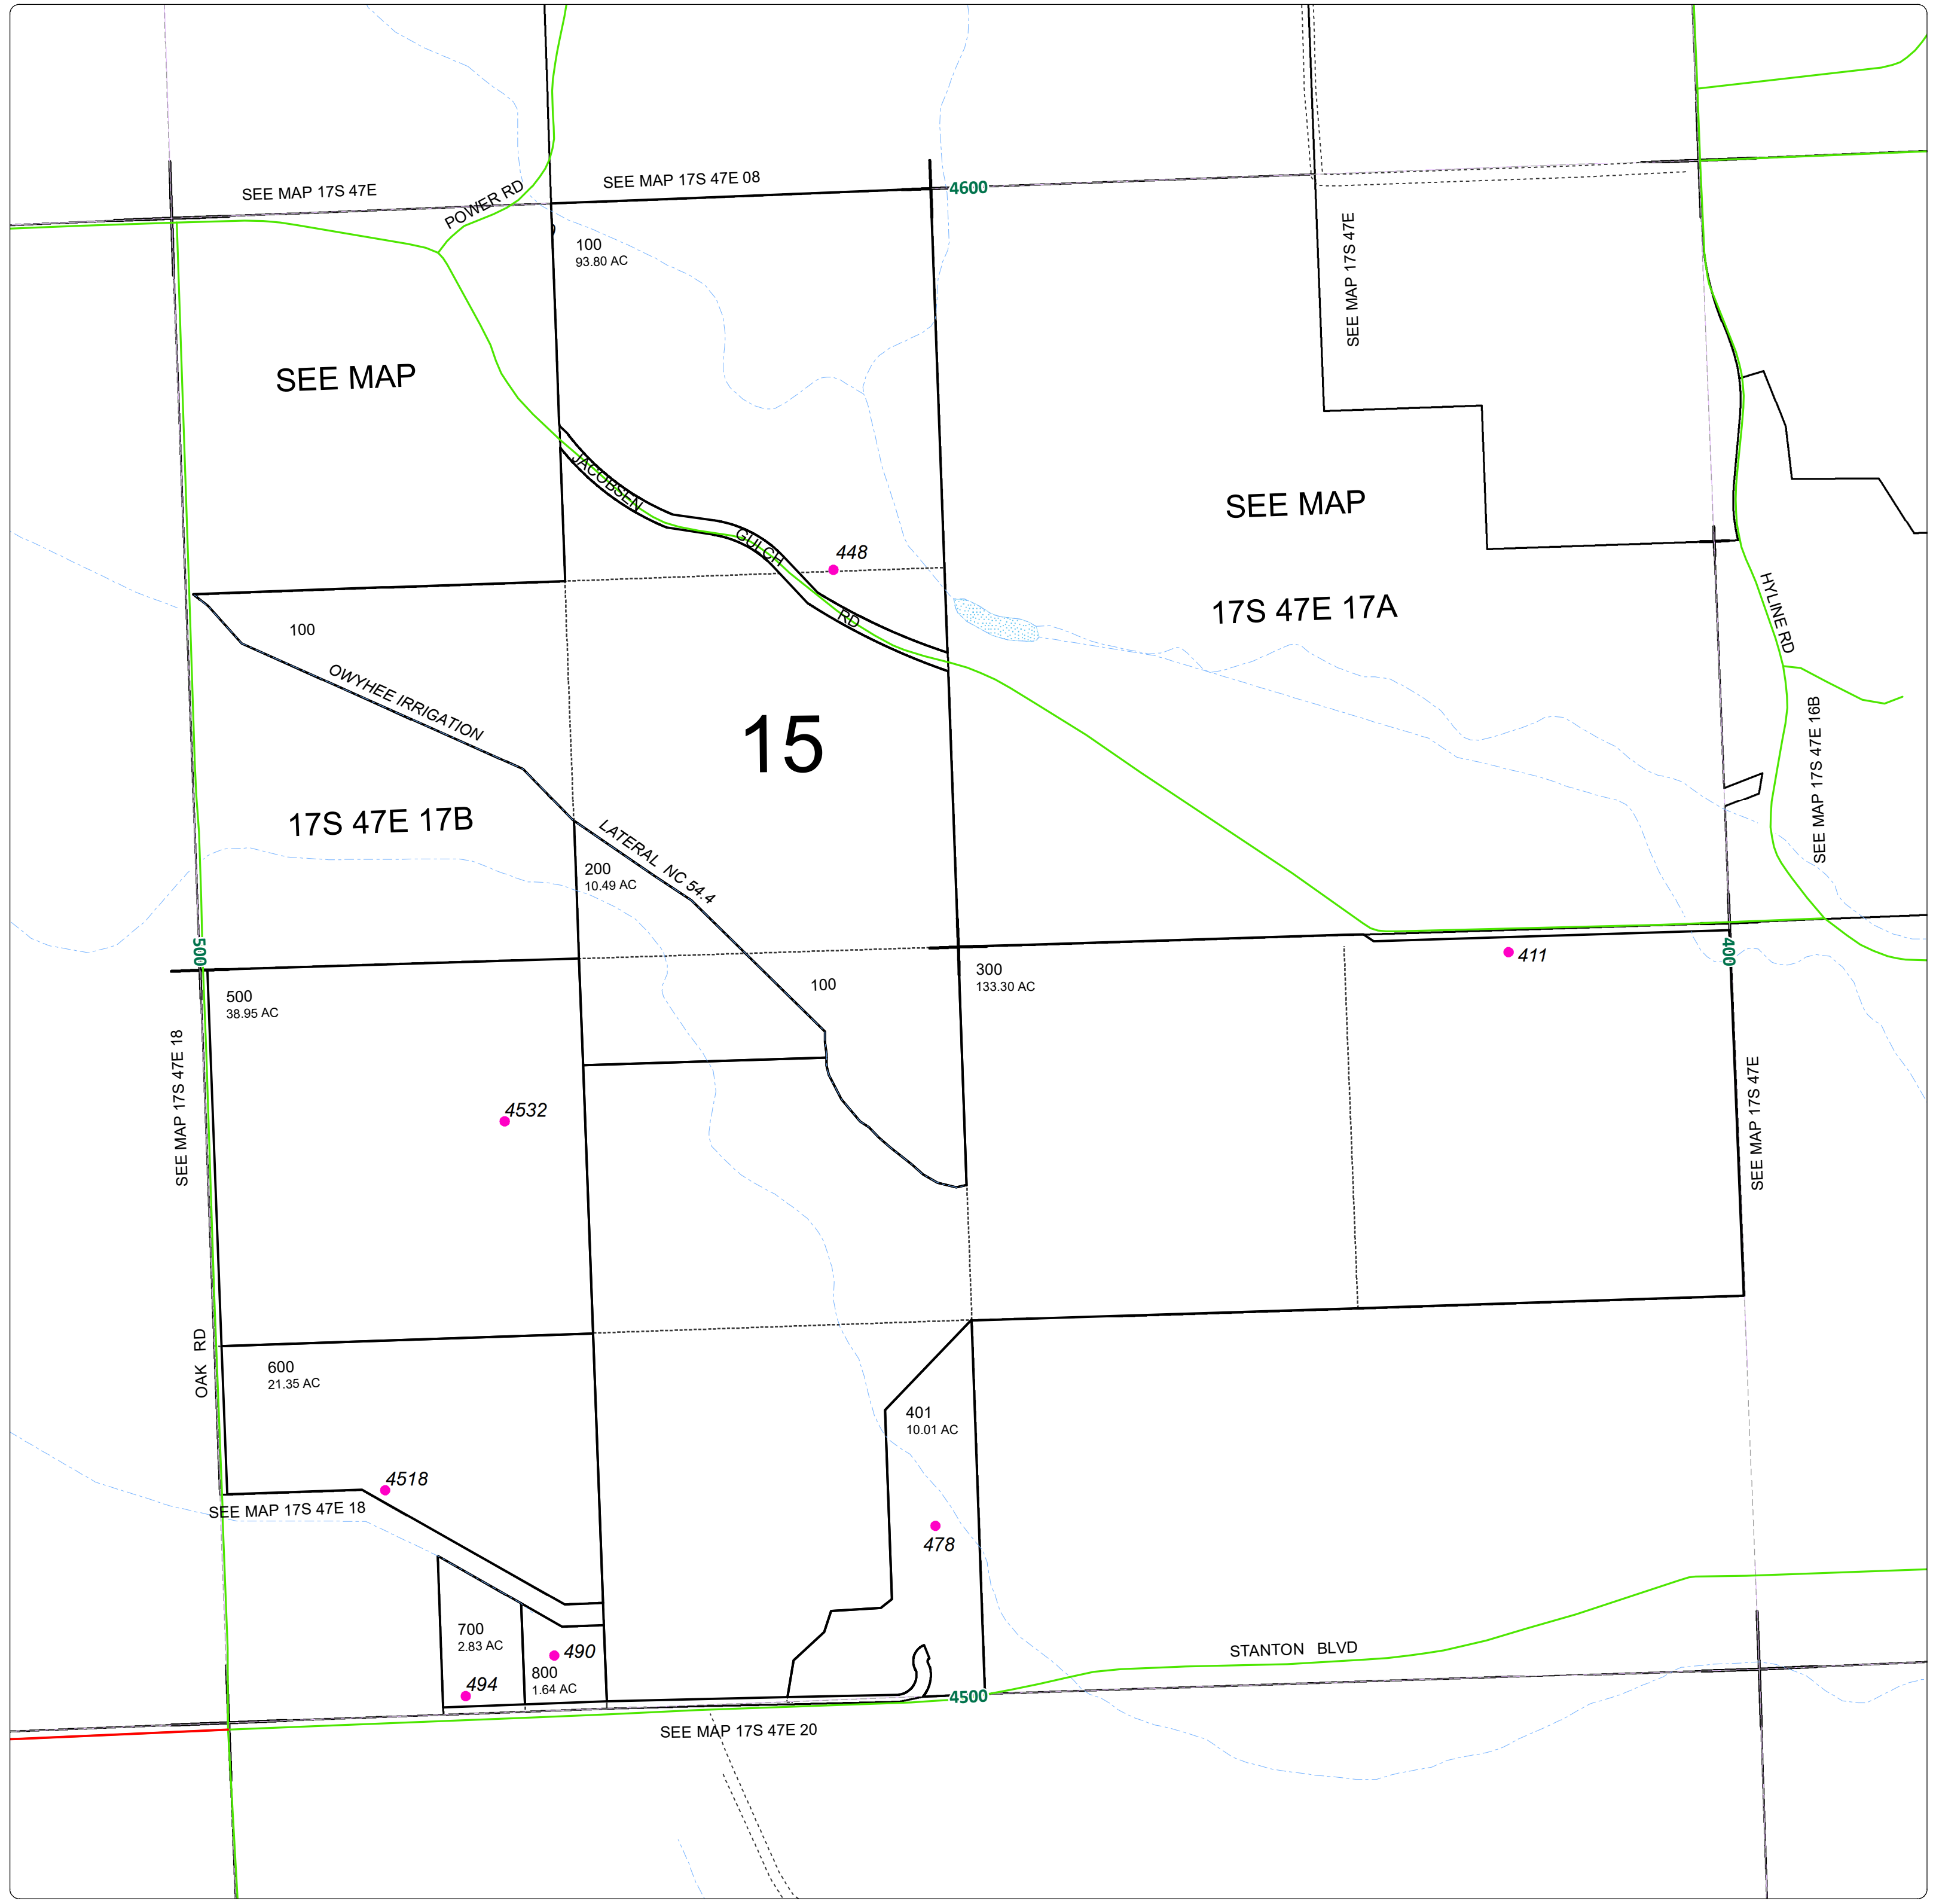 SEE MAP 17S 47E
POWER RD
SEE MAP 17S 47E 08
4600
100
93.80 AC
SEE MAP 17S 47E
SEE MAP
JACOBSEN
GULCH
RD
448
SEE MAP
17S 47E 17A
HYLINE RD
100
OWYHEE IRRIGATION
15
SEE MAP 17S 47E 16B
17S 47E 17B
LATERAL NC 54.4
200
10.49 AC
500
400
411
100
300
133.30 AC
500
38.95 AC
SEE MAP 17S 47E 18
4532
SEE MAP 17S 47E
OAK RD
600
21.35 AC
401
10.01 AC
4518
SEE MAP 17S 47E 18
478
700
2.83 AC
490
800
1.64 AC
494
STANTON BLVD
4500
SEE MAP 17S 47E 20